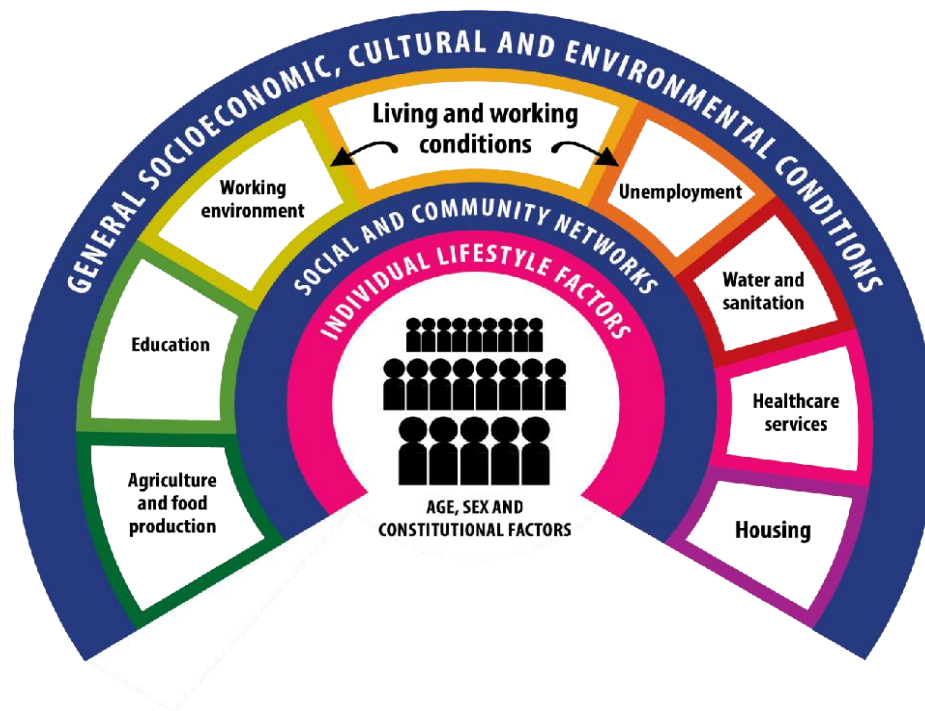 GENERAL SOCIOECONOMIC, CULTURAL AND ENVIRONMENTAL CONDITIONS
Living and working
conditions
Working
environment
Unemployment
SOCIAL AND COMMUNITY NETWORKS
INDIVIDUAL LIFESTYLE FACTORS
Education
Water and
sanitation
Healthcare
services
Agriculture
and food
production
Housing
AGE, SEX AND
CONSTITUTIONAL FACTORS